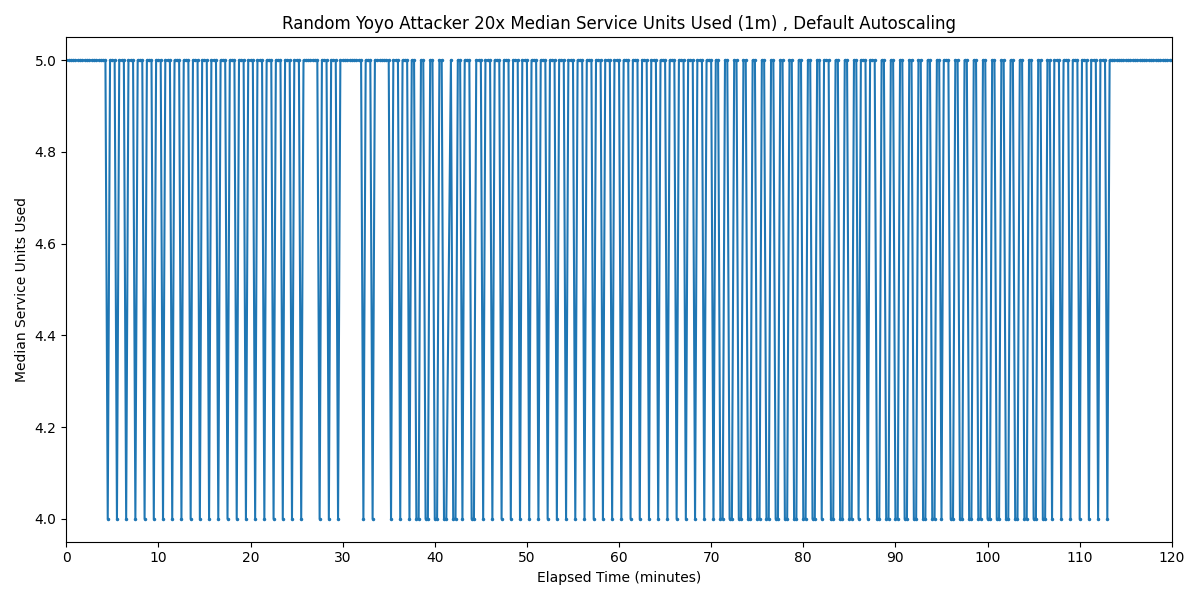 Random Yoyo Attacker 20x Median Service Units Used (1m) , Default Autoscaling
5.0
4.8
4.6
4.4
4.2
4.0
Median Service Units Used
0 10 20 30 40 50 60 70 80 90 100 110 120
Elapsed Time (minutes)